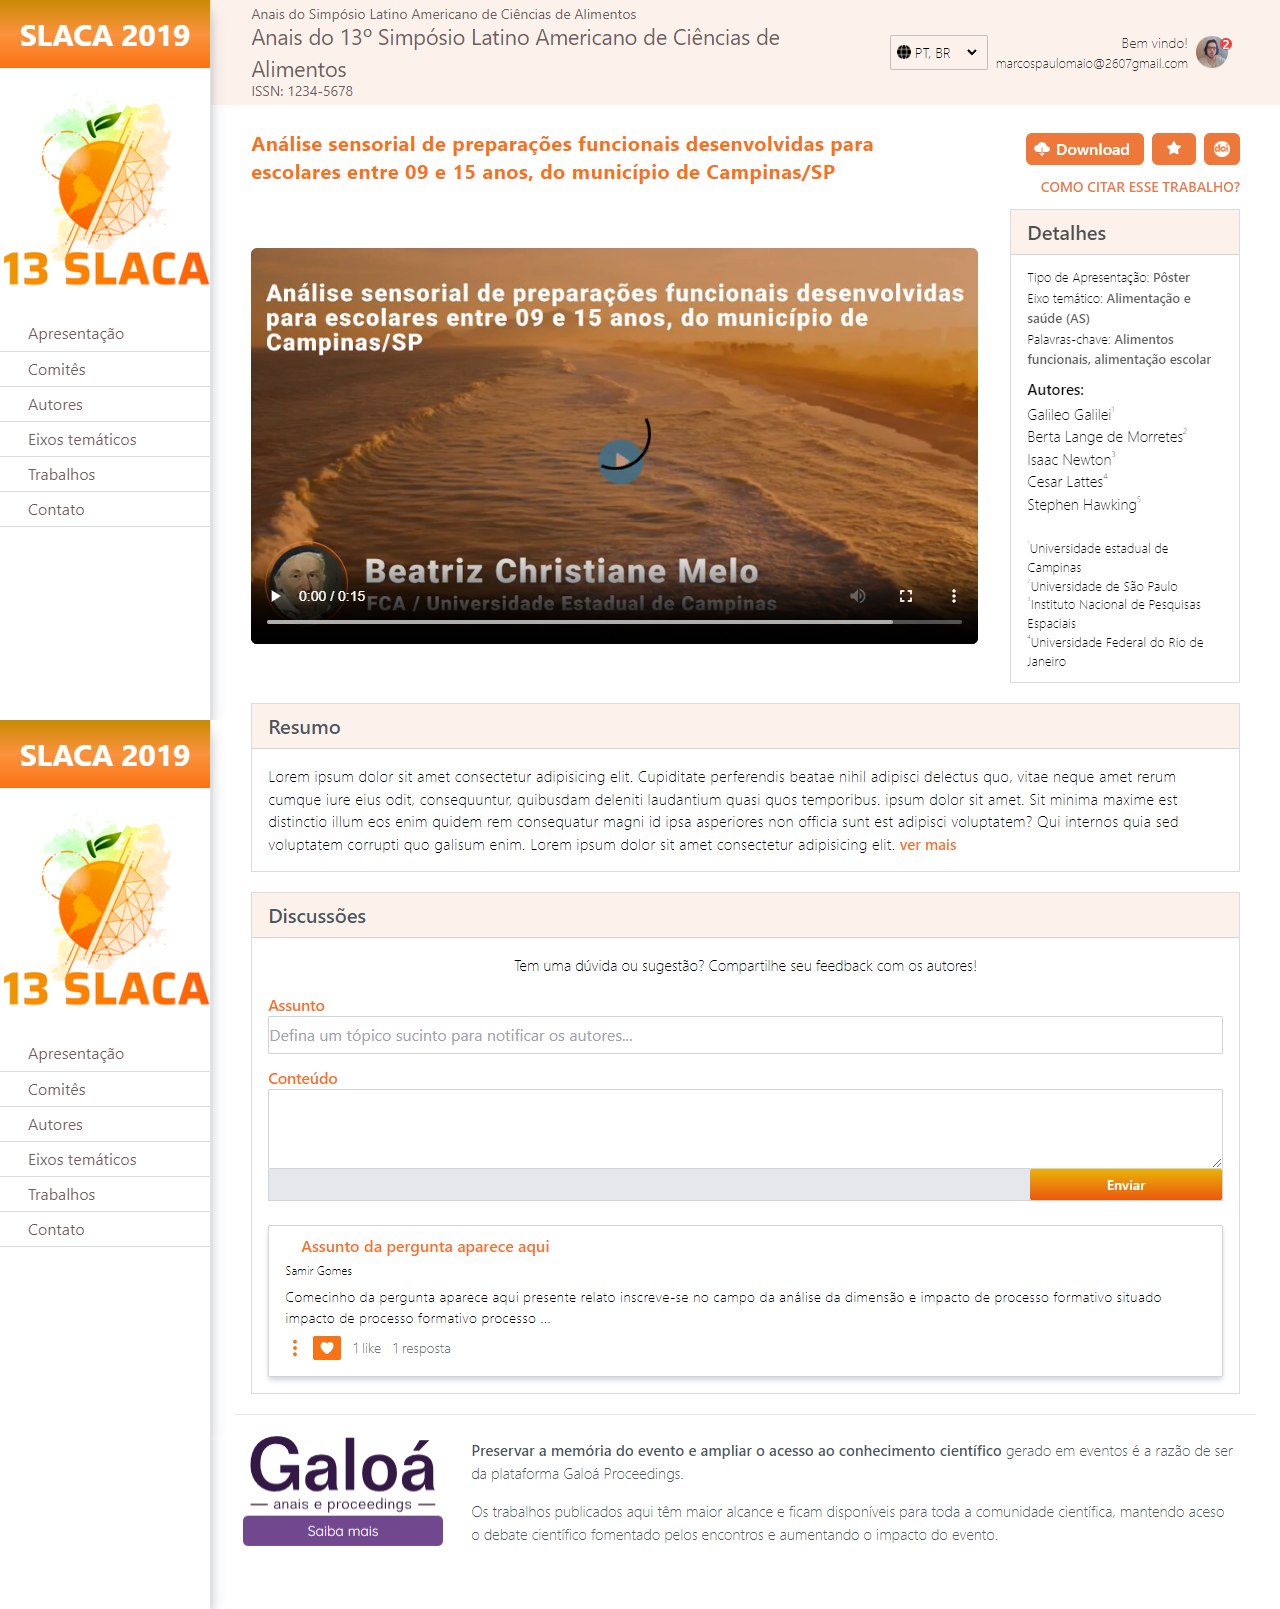 SLACA 2019
Anais do Simpósio Latino Americano de Ciências de Alimentos
Anais do 13º Simpósio Latino Americano de Ciências de
Alimentos
ISSN: 1234-5678
PT, BR
Bem vindo!
marcospaulomaio@2607gmail.com
2
13 SLACA
Apresentação
Comitês
Autores
Eixos temáticos
Trabalhos
Contato
Análise sensorial de preparações funcionais desenvolvidas para
escolares entre 09 e 15 anos, do município de Campinas/SP
Download
doi
COMO CITAR ESSE TRABALHO?
Análise sensorial de preparações funcionais desenvolvidas
para escolares entre 09 e 15 anos, do município de
Campinas/SP
Beatriz Christiane Melo
FCA / Universidade Estadual de Campinas
0:00 / 0:15
Detalhes
Tipo de Apresentação: Pôster
Eixo temático: Alimentação e
saúde (AS)
Palavras-chave: Alimentos
funcionais, alimentação escolar
Autores:
Galileo Galilei1
Berta Lange de Morretes2
Isaac Newton3
Cesar Lattes4
Stephen Hawking5
1Universidade estadual de
Campinas
2Universidade de São Paulo
3Instituto Nacional de Pesquisas
Espaciais
4Universidade Federal do Rio de
Janeiro
Resumo
Lorem ipsum dolor sit amet consectetur adipisicing elit. Cupiditate perferendis beatae nihil adipisci delectus quo, vitae neque amet rerum
cumque iure eius odit, consequuntur, quibusdam deleniti laudantium quasi quos temporibus. ipsum dolor sit amet. Sit minima maxime est
distinctio illum eos enim quidem rem consequatur magni id ipsa asperiores non officia sunt est adipisci voluptatem? Qui internos quia sed
voluptatem corrupti quo galisum enim. Lorem ipsum dolor sit amet consectetur adipisicing elit. ver mais
SLACA 2019
13 SLACA
Apresentação
Comitês
Autores
Eixos temáticos
Trabalhos
Contato
Discussões
Tem uma dúvida ou sugestão? Compartilhe seu feedback com os autores!
Assunto
Defina um tópico sucinto para notificar os autores...
Conteúdo
Enviar
Assunto da pergunta aparece aqui
Samir Gomes
Comecinho da pergunta aparece aqui presente relato inscreve-se no campo da análise da dimensão e impacto de processo formativo situado
impacto de processo formativo processo ...
1 like 1 resposta
Galoá
anais e proceedings
Saiba mais
Preservar a memória do evento e ampliar o acesso ao conhecimento científico gerado em eventos é a razão de ser
da plataforma Galoá Proceedings.
Os trabalhos publicados aqui têm maior alcance e ficam disponíveis para toda a comunidade científica, mantendo aceso
o debate científico fomentado pelos encontros e aumentando o impacto do evento.